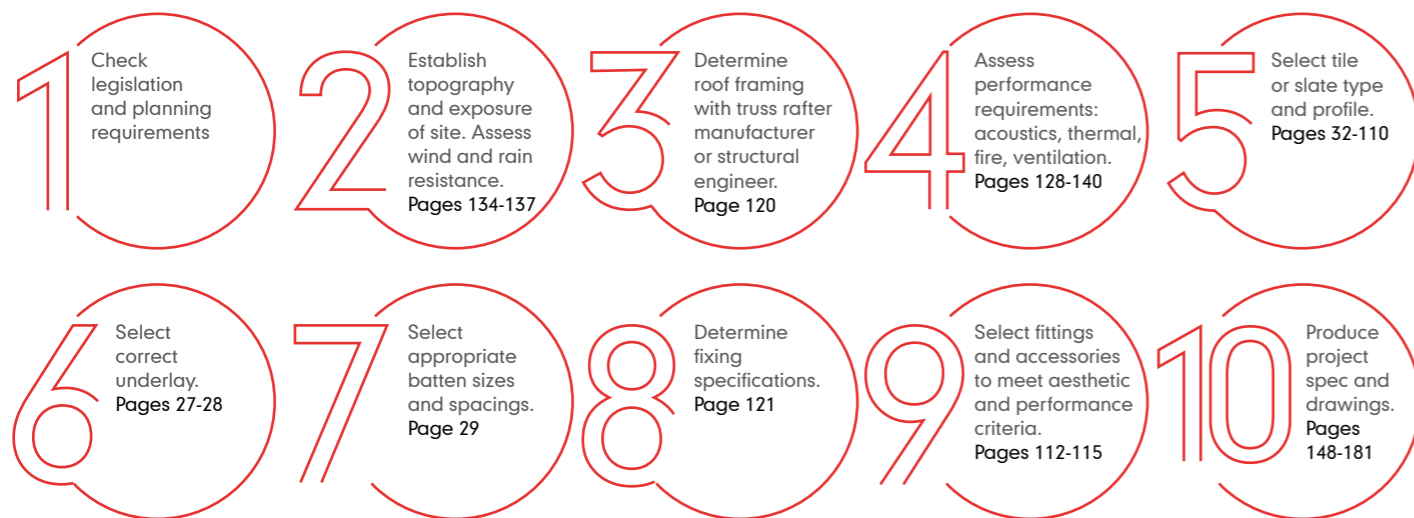 1
Check
legislation
and planning
requirements
2
Establish
topography
and exposure
of site. Assess
wind and rain
resistance.
Pages 134-137
3
Determine
roof framing
with truss rafter
manufacturer
or structural
engineer.
Page 120
4
Assess
performance
requirements:
acoustics, thermal,
fire, ventilation.
Pages 128-140
5
Select tile
or slate type
and profile.
Pages 32-110
6
Select
correct
underlay.
Pages 27-28
7
Select
appropriate
batten sizes
and spacings.
Page 29
8
Determine
fixing
specifications.
Page 121
9
Select fittings
and accessories
to meet aesthetic
and performance
criteria.
Pages 112-115
10
Produce
project
spec and
drawings.
Pages
148-181